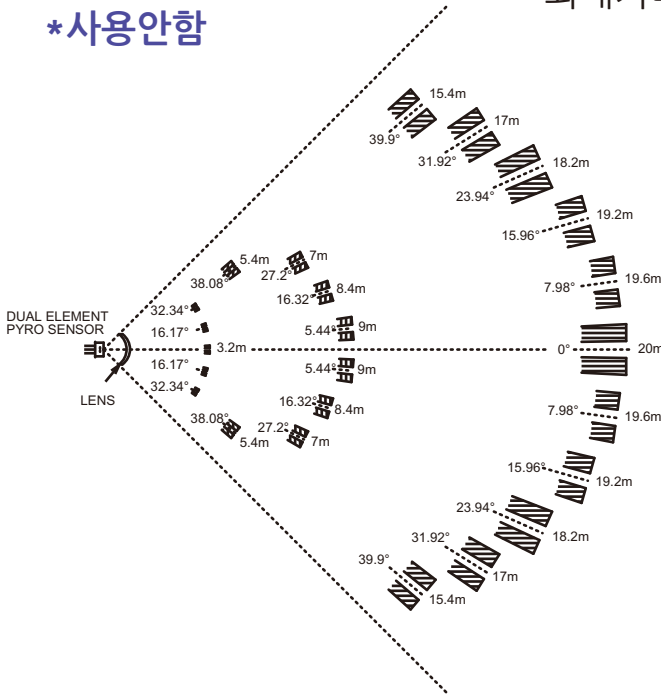 *사용안함
15.4m
39.9°
17m
31.92°
18.2m
23.94°
19.2m
15.96°
7m
5.4m
27.2°
38.08°
19.6m
7.98°
8.4m
16.32°
32.34°
DUAL ELEMENT
PYRO SENSOR
16.17°
5.44°
9m
3.2m
0°
20m
16.17°
5.44°
9m
32.34°
LENS
16.32°
8.4m
7.98°
19.6m
38.08°
5.4m
27.2°
7m
15.96°
19.2m
23.94°
18.2m
31.92°
17m
39.9°
15.4m